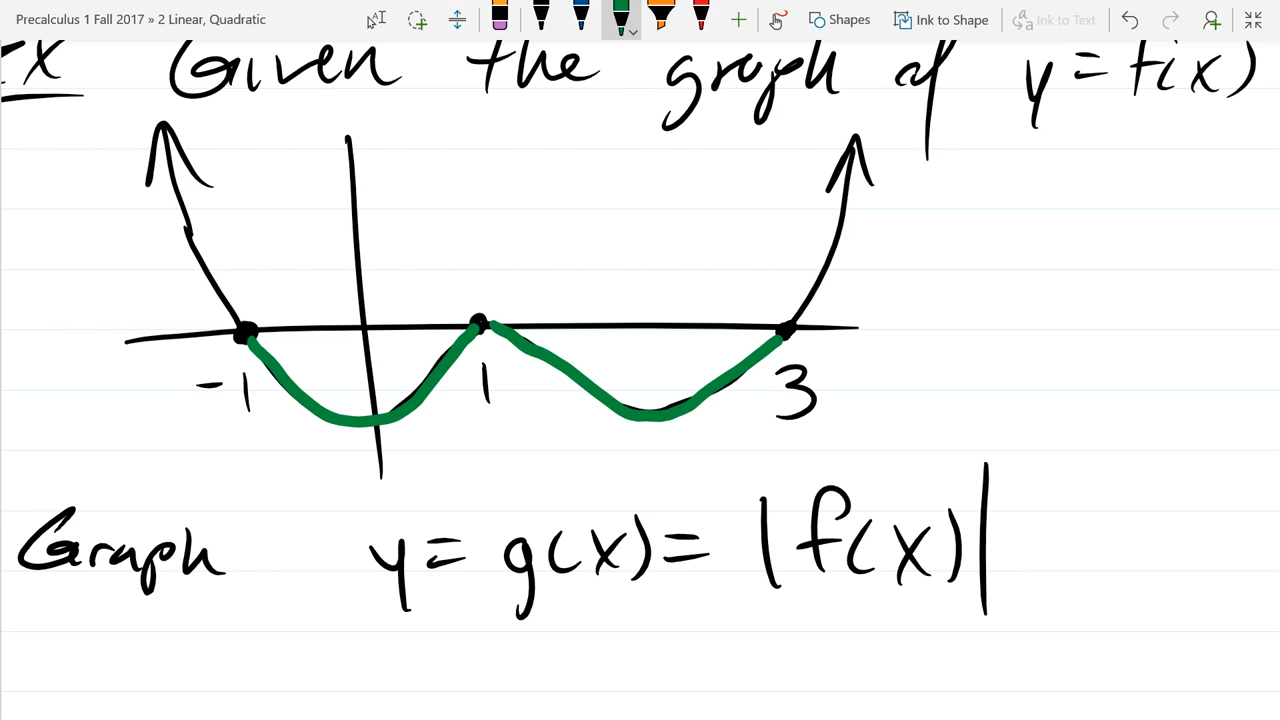 Precalculus 1 Fall 2017 » 2 Linear, Quadratic Shapes Ink to Shape Ink to Text
EX Given the graph of y=f(x)
-1 1 3
Graph y=g(x)=|f(x)|